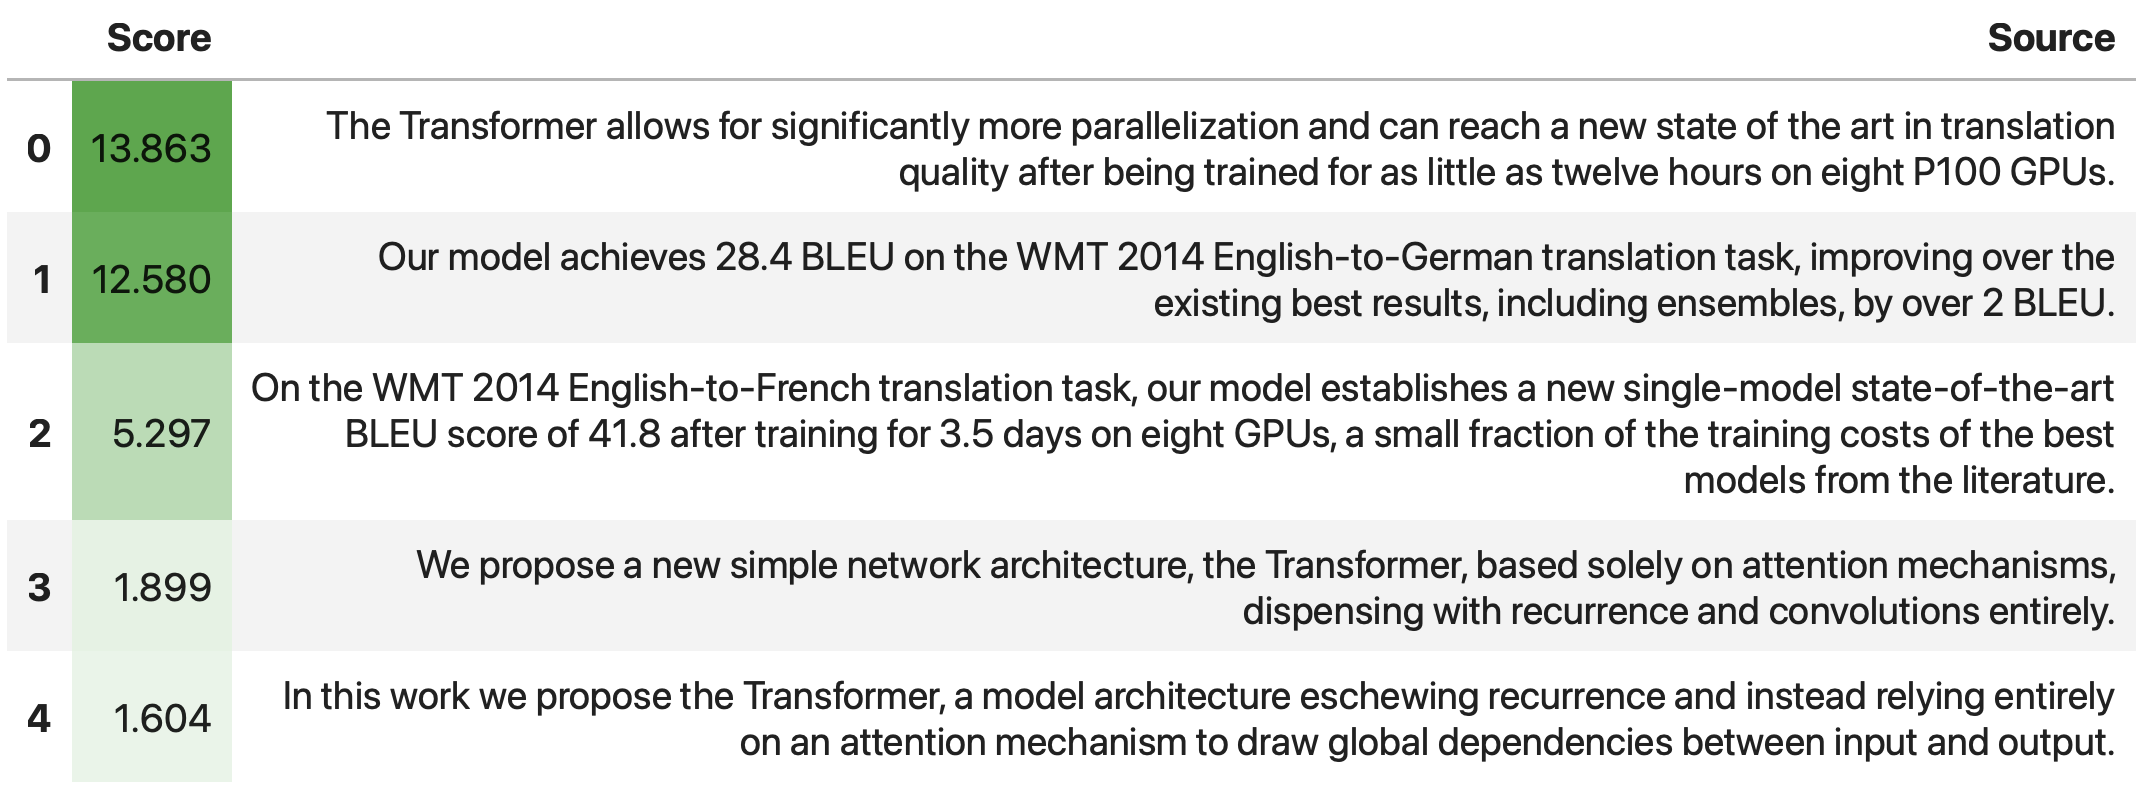 Score Source
0 13.863 The Transformer allows for significantly more parallelization and can reach a new state of the art in translation
quality after being trained for as little as twelve hours on eight P100 GPUs.
1 12.580 Our model achieves 28.4 BLEU on the WMT 2014 English-to-German translation task, improving over the
existing best results, including ensembles, by over 2 BLEU.
2 5.297 On the WMT 2014 English-to-French translation task, our model establishes a new single-model state-of-the-art
BLEU score of 41.8 after training for 3.5 days on eight GPUs, a small fraction of the training costs of the best
models from the literature.
3 1.899 We propose a new simple network architecture, the Transformer, based solely on attention mechanisms,
dispensing with recurrence and convolutions entirely.
4 1.604 In this work we propose the Transformer, a model architecture eschewing recurrence and instead relying entirely
on an attention mechanism to draw global dependencies between input and output.